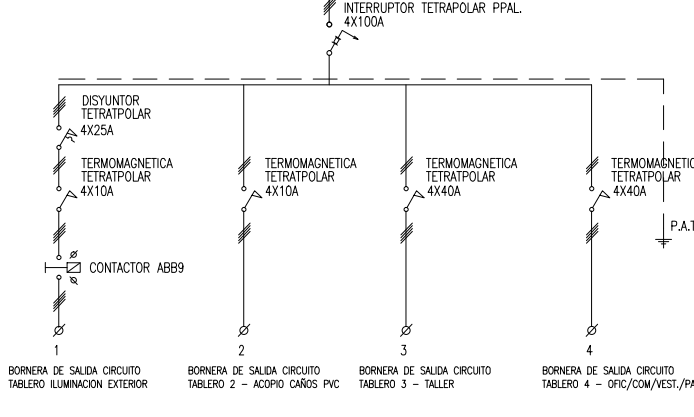 INTERRUPTOR TETRAPOLAR PPAL.
4X100A
DISYUNTOR
TETRATPOLAR
4X25A
TERMOMAGNETICA
TETRATPOLAR
4X10A
TERMOMAGNETICA
TETRATPOLAR
4X10A
TERMOMAGNETICA
TETRATPOLAR
4X40A
TERMOMAGNETIC
TETRATPOLAR
4X40A
P.A.T
CONTACTOR ABB9
1
2
3
4
BORNERA DE SALIDA CIRCUITO
TABLERO ILUMINACION EXTERIOR
BORNERA DE SALIDA CIRCUITO
TABLERO 2 – ACOPIO CAÑOS PVC
BORNERA DE SALIDA CIRCUITO
TABLERO 3 – TALLER
BORNERA DE SALIDA CIRCUITO
TABLERO 4 – OFIC/COM/VEST./PA